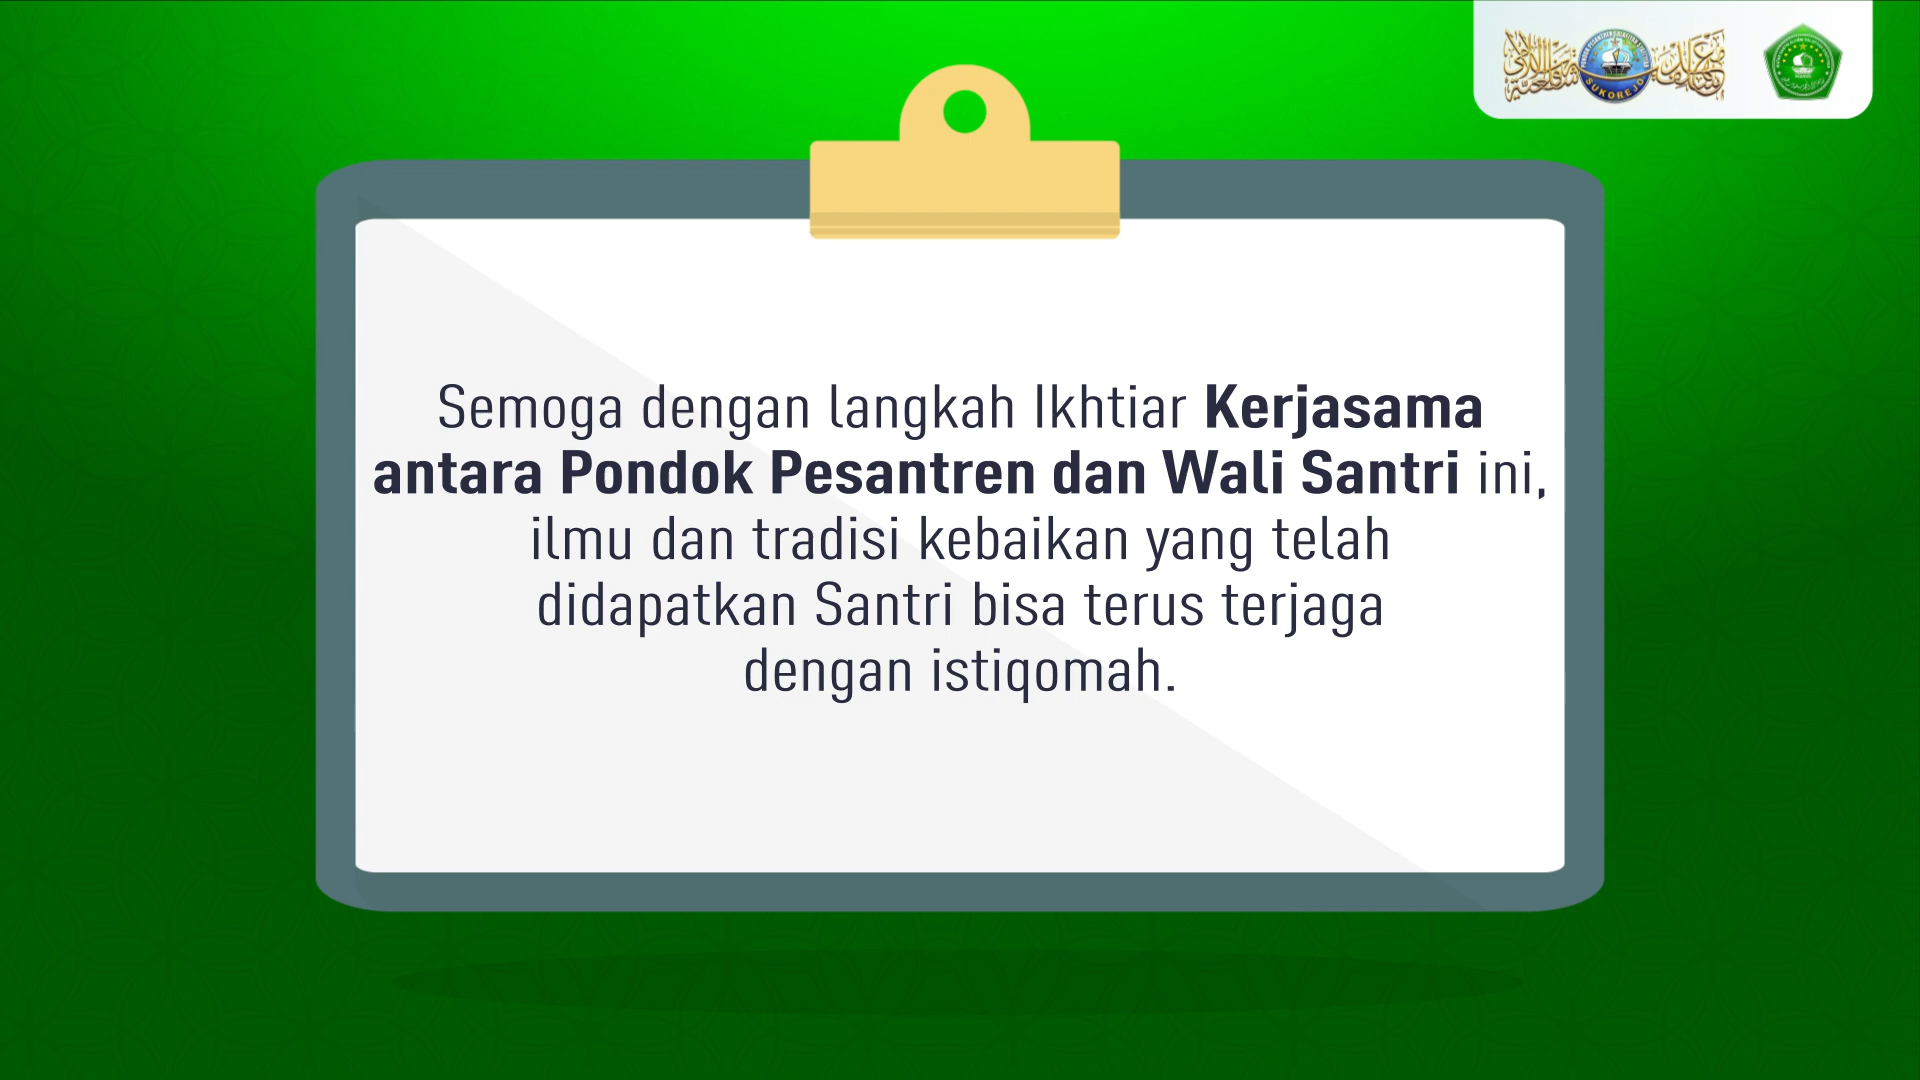 SUKOREJO
Semoga dengan langkah Ikhtiar Kerjasama
antara Pondok Pesantren dan Wali Santri ini,
ilmu dan tradisi kebaikan yang telah
didapatkan Santri bisa terus terjaga
dengan istiqomah.